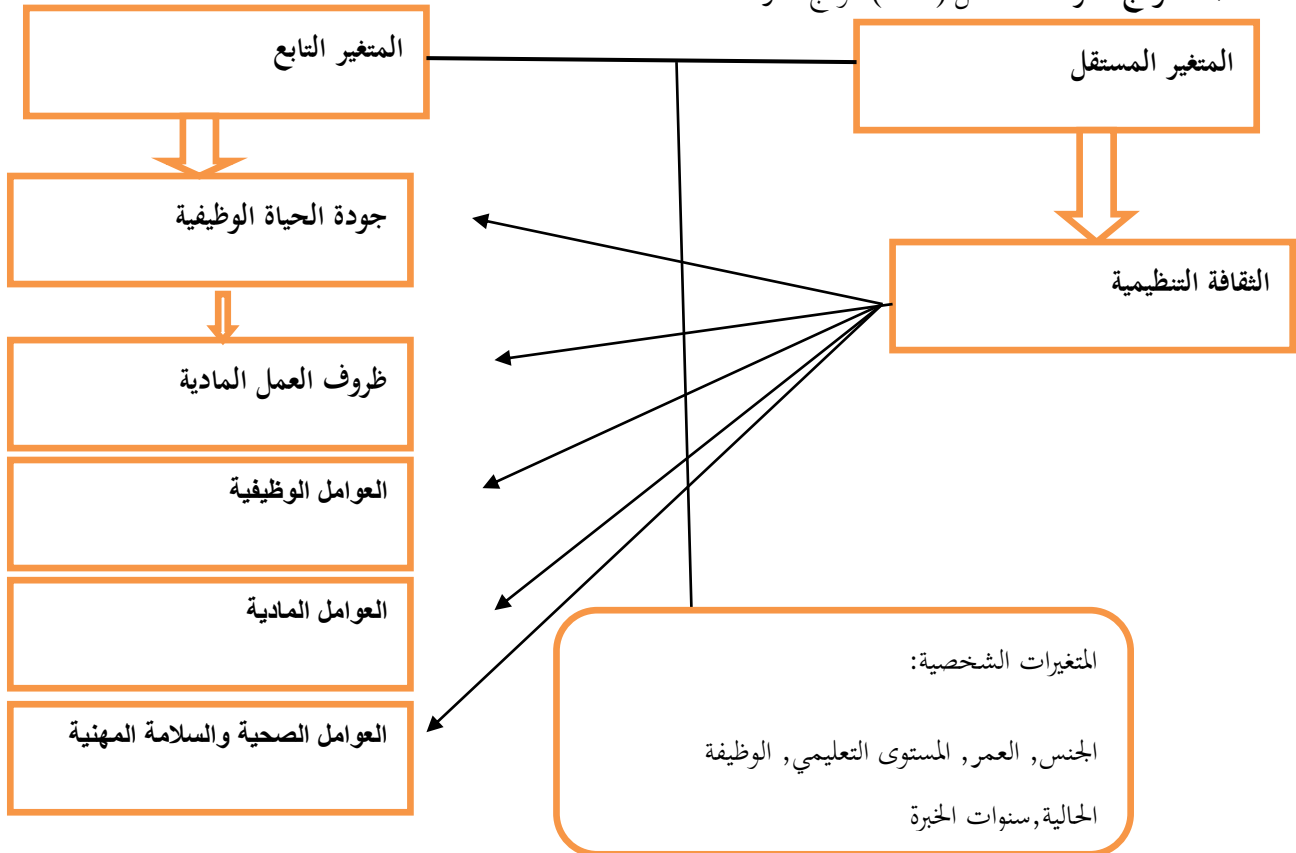 المتغير المستقل
المتغير التابع
جودة الحياة الوظيفية
الثقافة التنظيمية
ظروف العمل المادية
العوامل الوظيفية
العوامل المادية
العوامل الصحية والسلامة المهنية
المتغيرات الشخصية:
الجنس, العمر, المستوى التعليمي, الوظيفة
الحالية,سنوات الخبرة